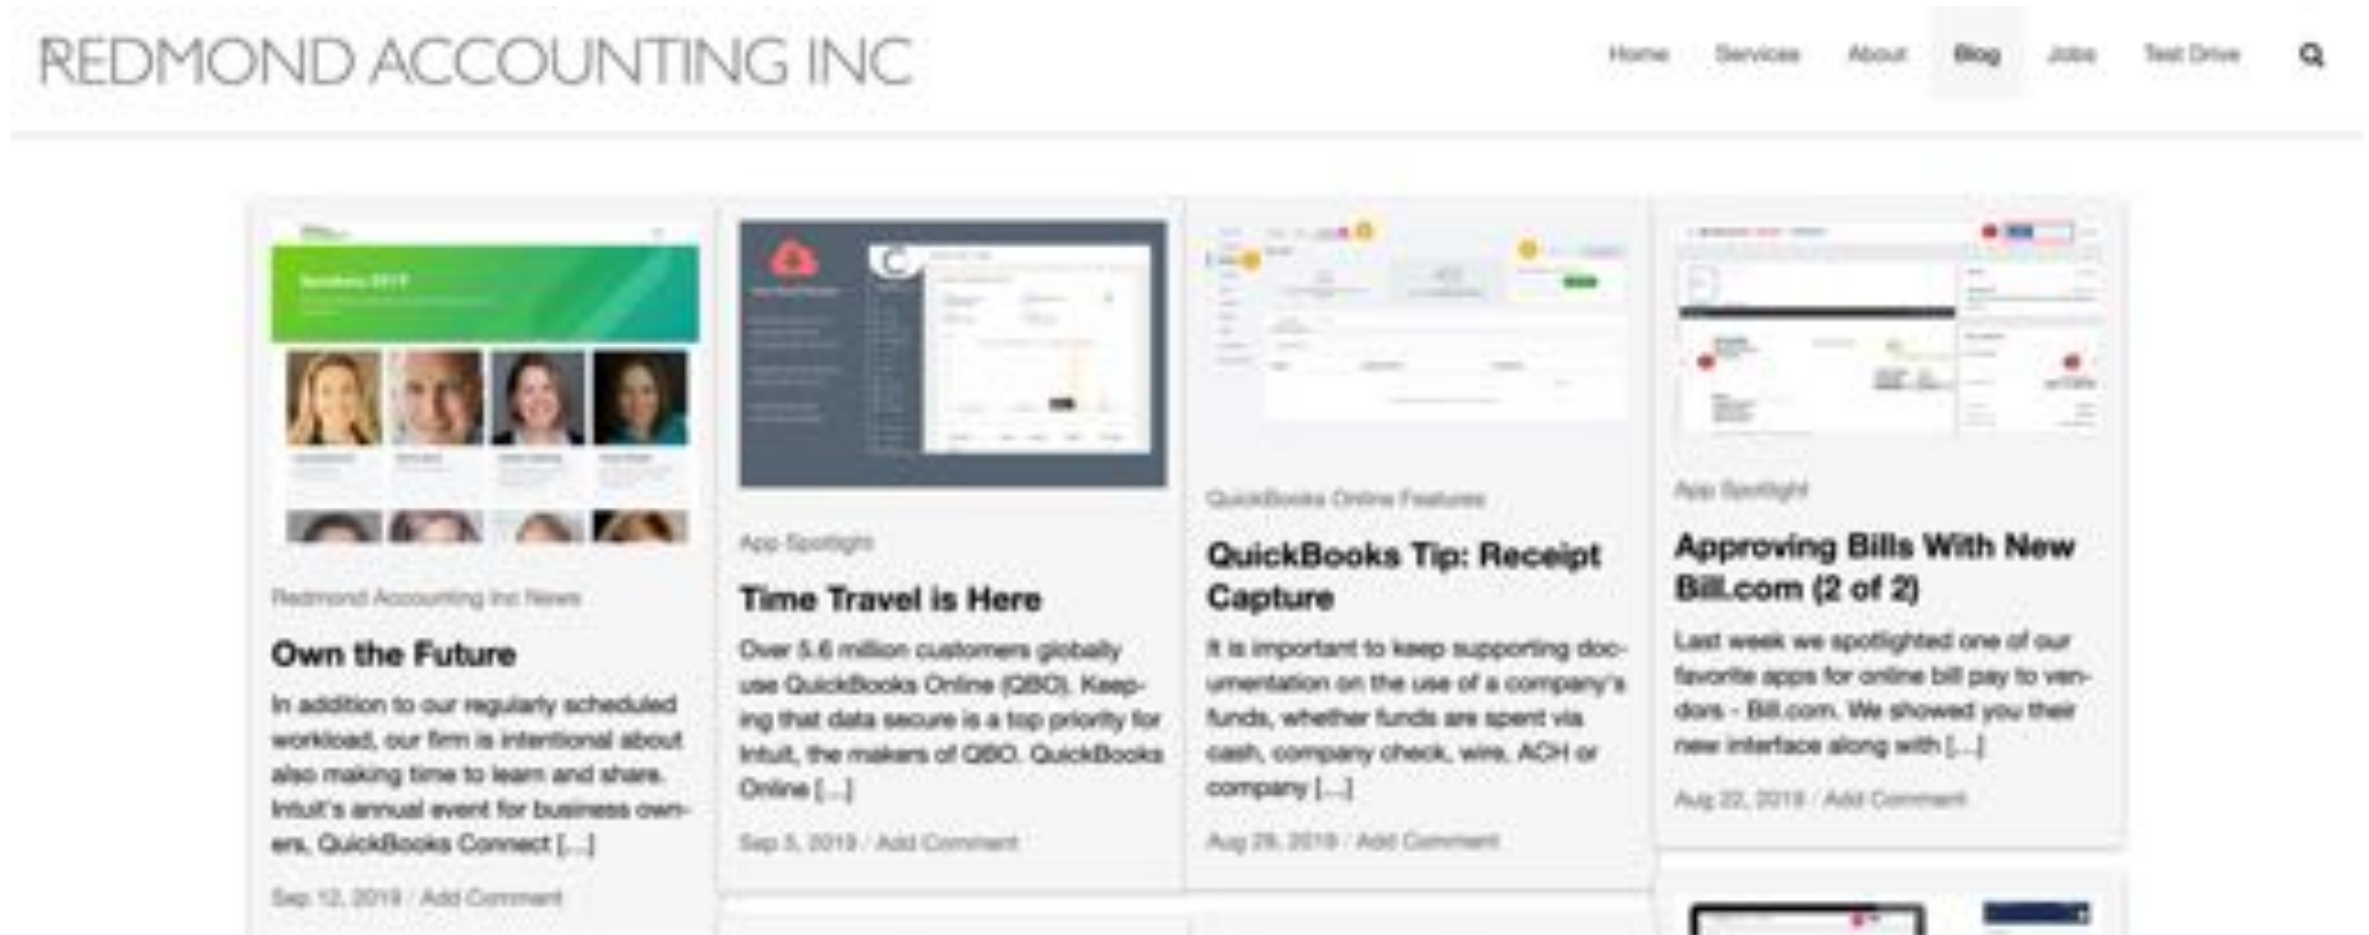 REDMOND ACCOUNTING INC
Home
Services
About
Blog
Jobs
Test Drive
Speakers 2019
Redmond Accounting Inc News
Own the Future
In addition to our regularly scheduled
workload, our firm is intentional about
also making time to learn and share.
Intuit's annual event for business own-
ers, QuickBooks Connect [...]
Sep 12, 2019 / Add Comment
App Spotlight
Time Travel is Here
Over 5.6 million customers globally
use QuickBooks Online (QBO). Keep-
ing that data secure is a top priority for
Intuit, the makers of QBO. QuickBooks
Online [...]
Sep 5, 2019 / Add Comment
QuickBooks Online Features
QuickBooks Tip: Receipt
Capture
It is important to keep supporting doc-
umentation on the use of a company's
funds, whether funds are spent via
cash, company check, wire, ACH or
company [...]
Aug 29, 2019 / Add Comment
App Spotlight
Approving Bills With New
Bill.com (2 of 2)
Last week we spotlighted one of our
favorite apps for online bill pay to ven-
dors - Bill.com. We showed you their
new interface along with [...]
Aug 22, 2019 / Add Comment